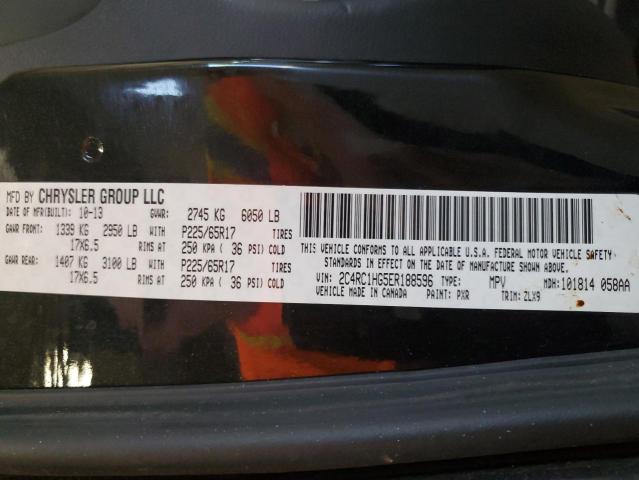 MFD BY CHRYSLER GROUP LLC
DATE OF MFR(BUILT): 10-13 GVWR: 2745 KG 6050 LB
GAWR FRONT: 1339 KG 2950 LB WITH P225/65R17 TIRES
17X6.5 RIMS AT 250 KPA ( 36 PSI) COLD
GAWR REAR: 1407 KG 3100 LB WITH P225/65R17 TIRES
17X6.5 RIMS AT 250 KPA ( 36 PSI) COLD
THIS VEHICLE CONFORMS TO ALL APPLICABLE U.S.A. FEDERAL MOTOR VEHICLE SAFETY
STANDARDS IN EFFECT ON THE DATE OF MANUFACTURE SHOWN ABOVE.
VIN: 2C4RC1HG5ER188596 TYPE: MPV MDH: 101814 058AA
VEHICLE MADE IN CANADA PAINT: PXR TRIM: ZLX9